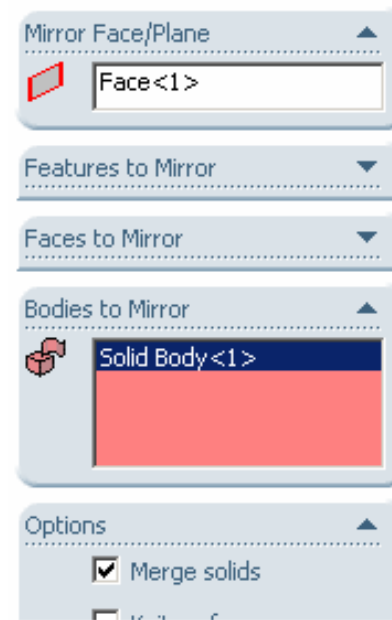 Mirror Face/Plane
Face<1>
Features to Mirror
Faces to Mirror
Bodies to Mirror
Solid Body<1>
Options
Merge solids